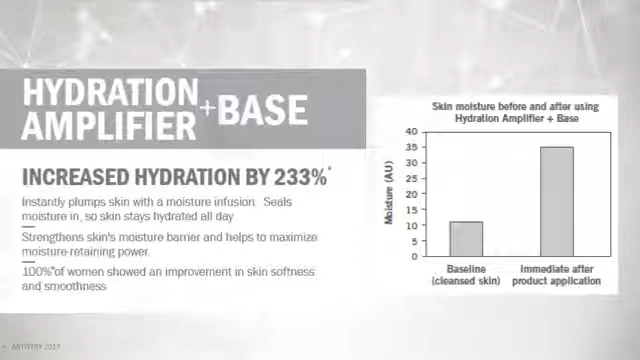 HYDRATION
AMPLIFIER
+BASE
INCREASED HYDRATION BY 233%*
Instantly plumps skin with a moisture infusion. Seals
moisture in, so skin stays hydrated all day
Strengthens skin's moisture barrier and helps to maximize
moisture-retaining power.
100%*of women showed an improvement in skin softness
and smoothness
Skin moisture before and after using
Hydration Amplifier + Base
Moisture (AU)
40
35
30
25
20
15
10
5
0
Baseline
(cleansed skin)
Immediate after
product application
ARTISTRY 2017